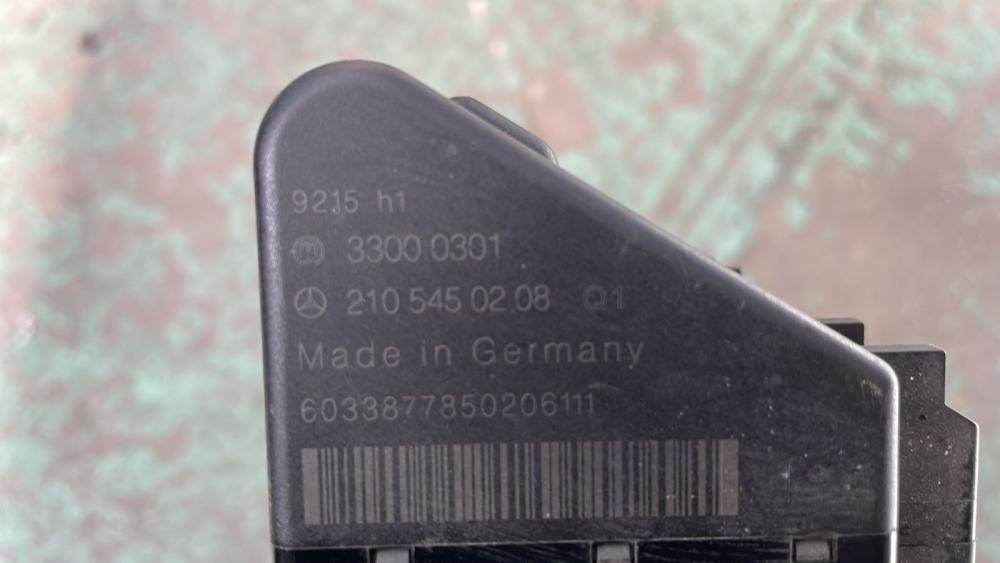 9215 h1
3300 0301
210 545 02 08 Q1
Made in Germany
6033877850206111